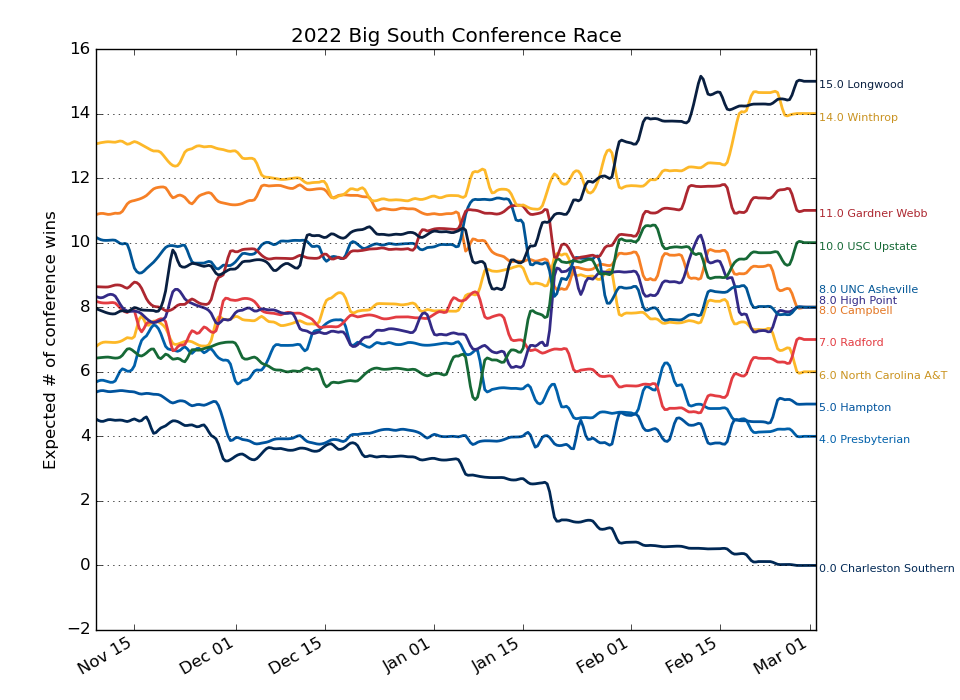 2022 Big South Conference Race
Expected # of conference wins
16
14
12
10
8
6
4
2
0
−2
Nov 15
Dec 01
Dec 15
Jan 01
Jan 15
Feb 01
Feb 15
Mar 01
15.0 Longwood
14.0 Winthrop
11.0 Gardner Webb
10.0 USC Upstate
8.0 UNC Asheville
8.0 High Point
8.0 Campbell
7.0 Radford
6.0 North Carolina A&T
5.0 Hampton
4.0 Presbyterian
0.0 Charleston Southern